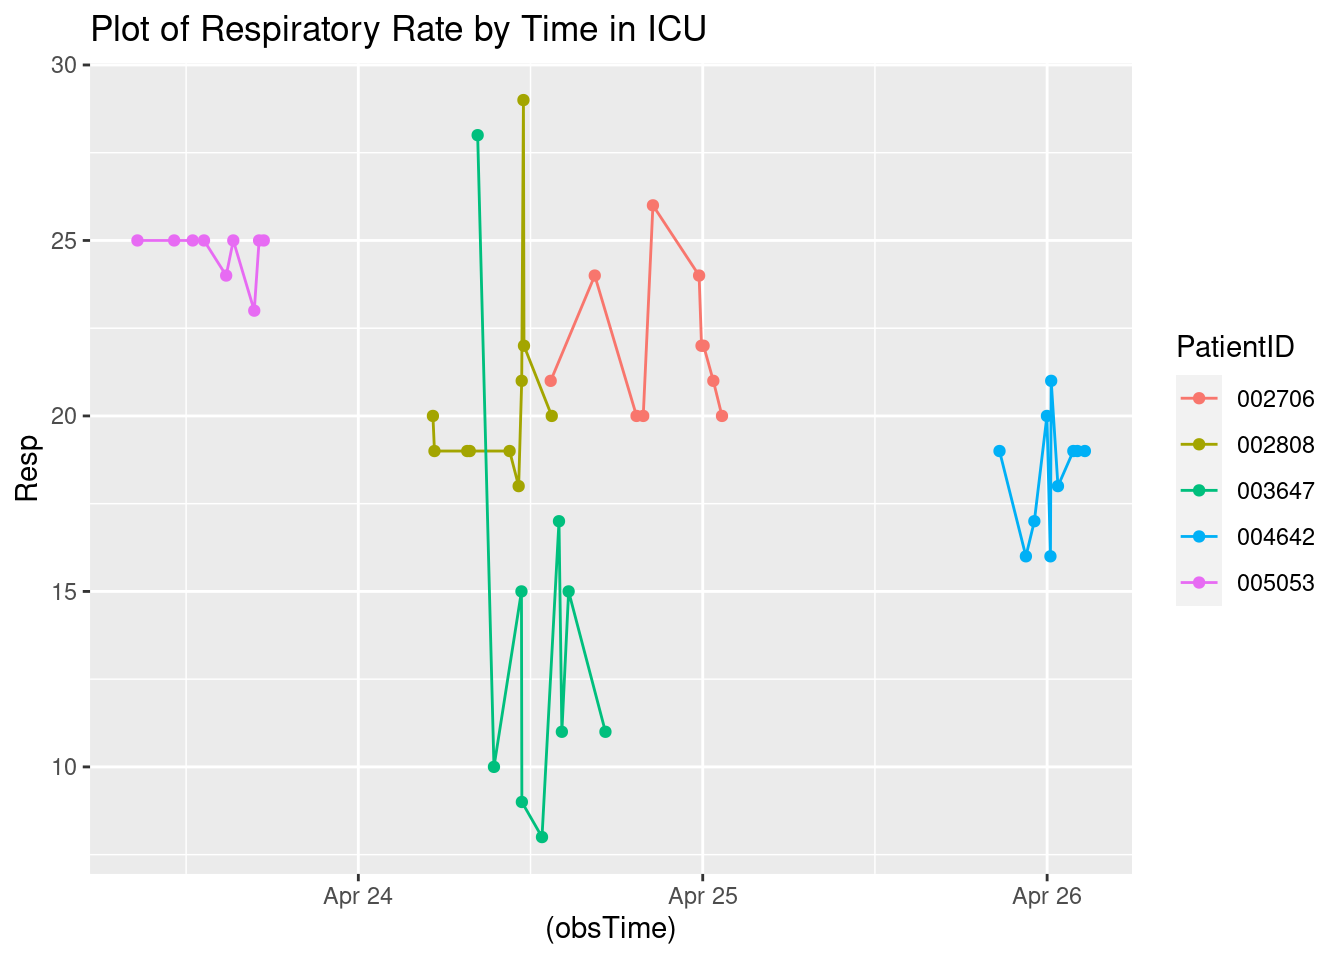 Plot of Respiratory Rate by Time in ICU
30
25
20
15
10
Resp
Apr 24
Apr 25
Apr 26
(obsTime)
PatientID
002706
002808
003647
004642
005053